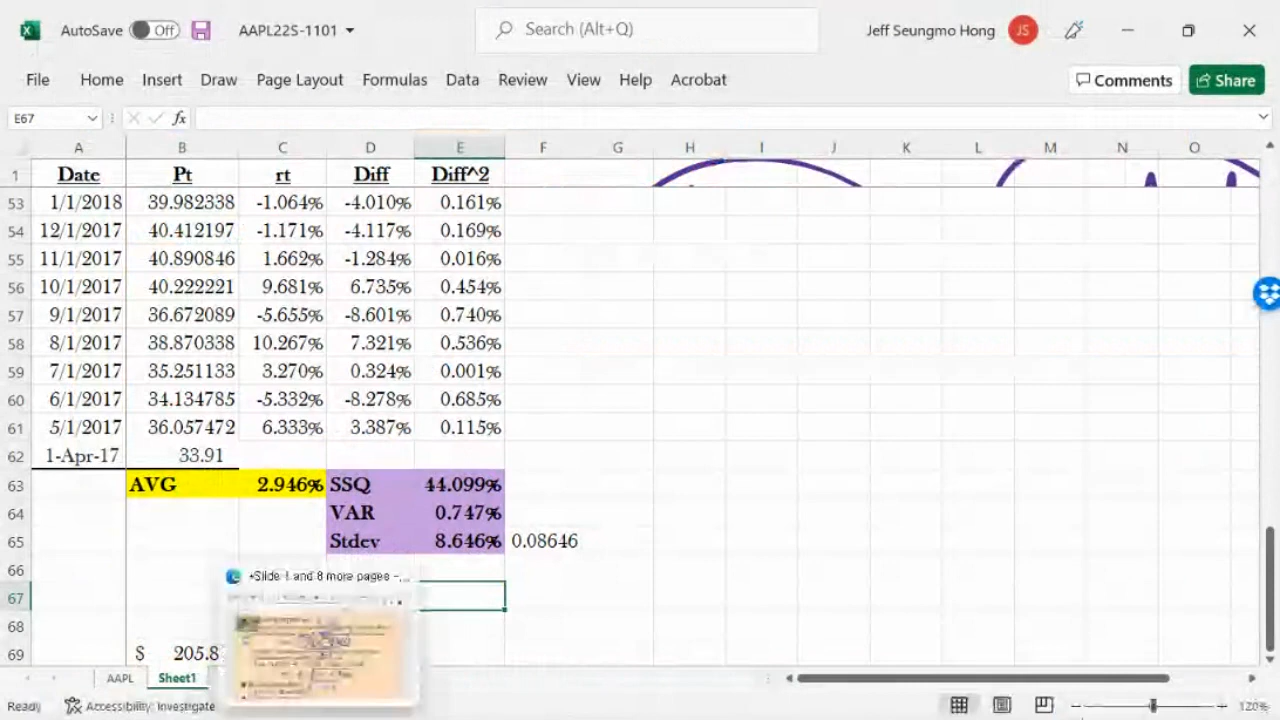 AutoSave Off AAPL22S-1101 Search (Alt+Q) Jeff Seungmo Hong JS
File Home Insert Draw Page Layout Formulas Data Review View Help Acrobat Comments Share
E67 fx
A B C D E F G H I J K L M N O
1 Date Pt rt Diff Diff^2
53 1/1/2018 39.982338 -1.064% -4.010% 0.161%
54 12/1/2017 40.412197 -1.171% -4.117% 0.169%
55 11/1/2017 40.890846 1.662% -1.284% 0.016%
56 10/1/2017 40.222221 9.681% 6.735% 0.454%
57 9/1/2017 36.672089 -5.655% -8.601% 0.740%
58 8/1/2017 38.870338 10.267% 7.321% 0.536%
59 7/1/2017 35.251133 3.270% 0.324% 0.001%
60 6/1/2017 34.134785 -5.332% -8.278% 0.685%
61 5/1/2017 36.057472 6.333% 3.387% 0.115%
62 1-Apr-17 33.91
63 AVG 2.946% SSQ 44.099%
64 VAR 0.747%
65 Stdev 8.646% 0.08646
66 •Slide 1 and 8 more pages -...
67
68
69 $ 205.8
AAPL Sheet1
Ready Accessibility: Investigate 120%